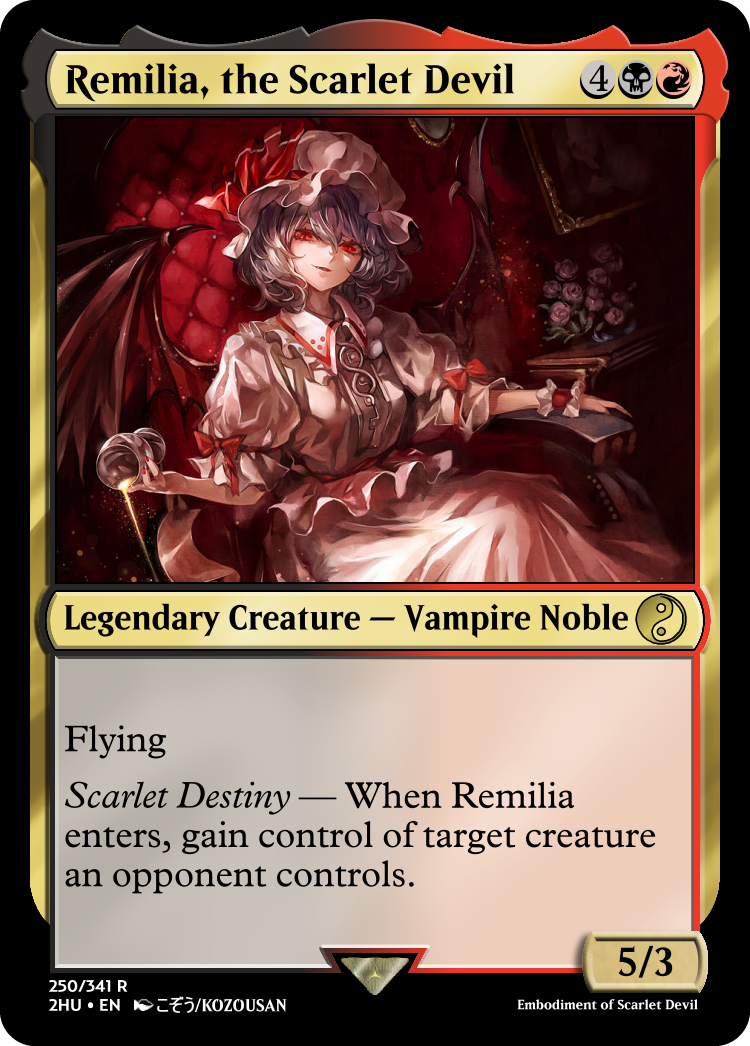 Remilia, the Scarlet Devil 4
Legendary Creature — Vampire Noble
Flying
Scarlet Destiny — When Remilia
enters, gain control of target creature
an opponent controls.
5/3
250/341 R
2HU • EN こぞう/KOZOUSAN
Embodiment of Scarlet Devil